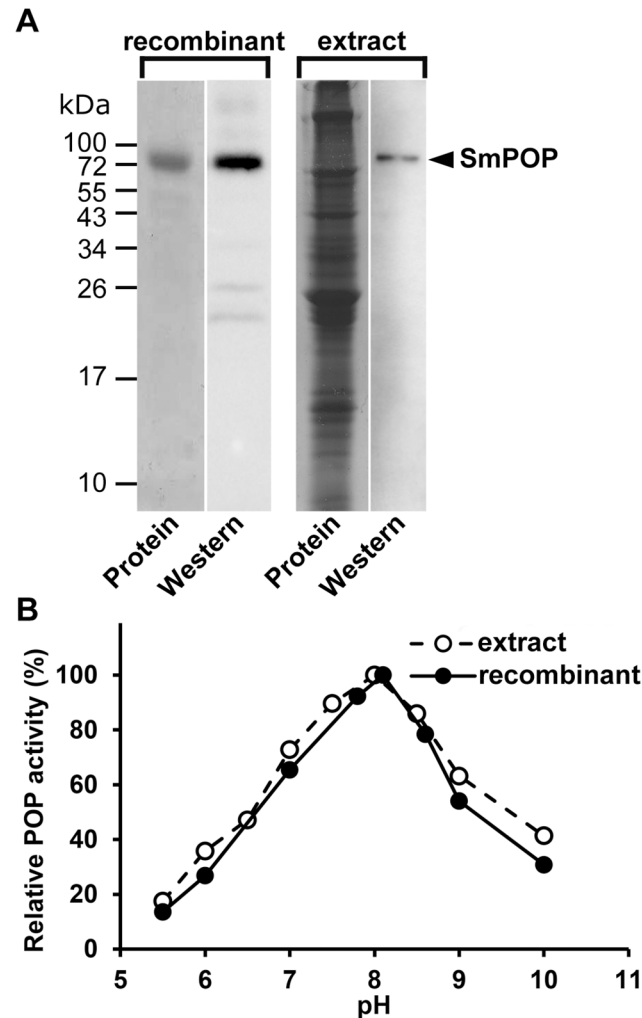 A
recombinant extract
kDa
100
72
55
43
34
26
17
10
SmPOP
Protein Western Protein Western
B
Relative POP activity (%)
100
80
60
40
20
0
extract
recombinant
5 6 7 8 9 10 11
pH